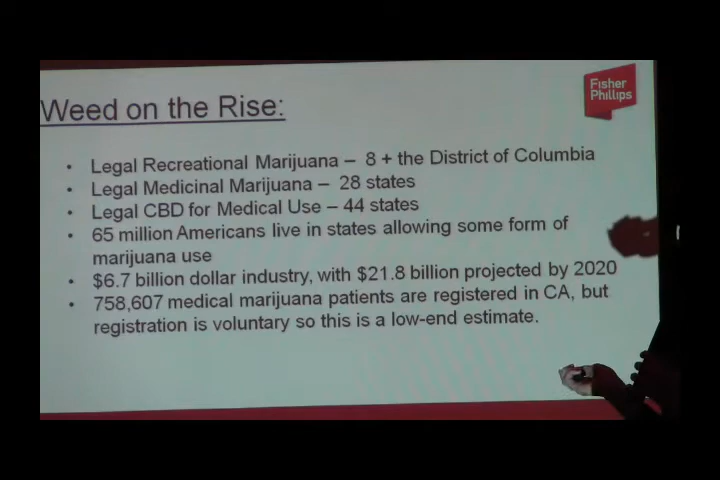 Fisher
Phillips
Weed on the Rise:
• Legal Recreational Marijuana – 8 + the District of Columbia
• Legal Medicinal Marijuana – 28 states
• Legal CBD for Medical Use – 44 states
• 65 million Americans live in states allowing some form of
marijuana use
• $6.7 billion dollar industry, with $21.8 billion projected by 2020
• 758,607 medical marijuana patients are registered in CA, but
registration is voluntary so this is a low-end estimate.